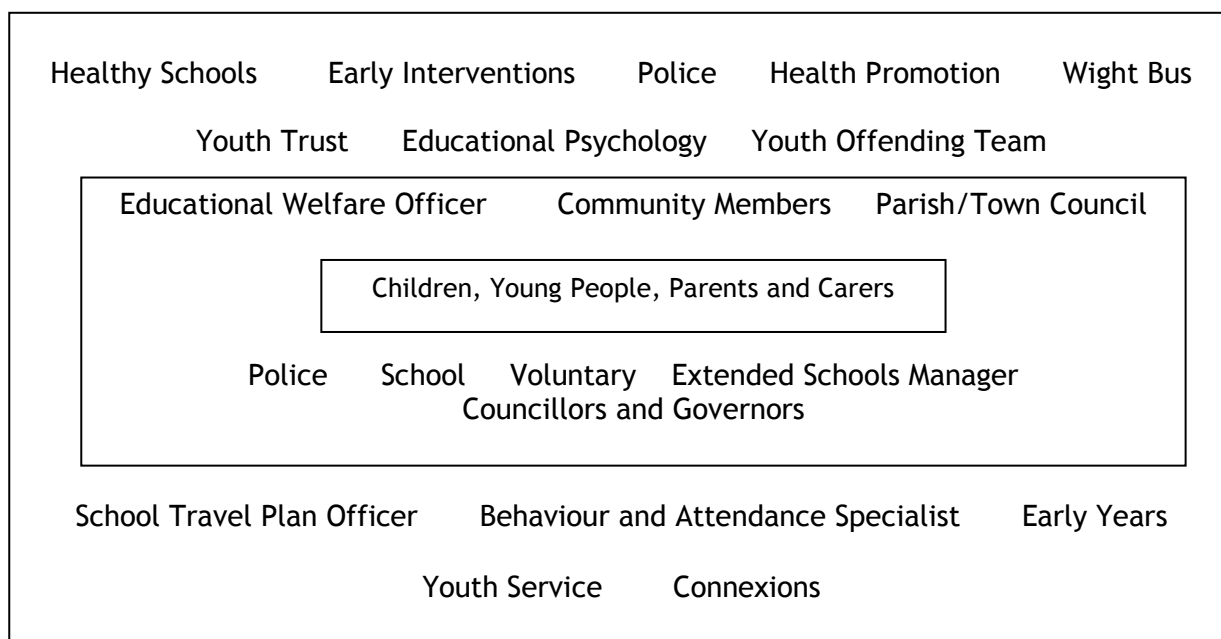 Healthy Schools Early Interventions Police Health Promotion Wight Bus
Youth Trust Educational Psychology Youth Offending Team
Educational Welfare Officer Community Members Parish/Town Council
Children, Young People, Parents and Carers
Police School Voluntary Extended Schools Manager
Councillors and Governors
School Travel Plan Officer Behaviour and Attendance Specialist Early Years
Youth Service Connexions